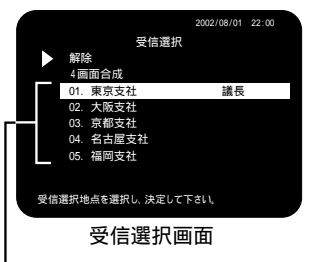 2002/08/01 22:00
受信選択
解除
4画面合成
01. 東京支社 議長
02. 大阪支社
03. 京都支社
04. 名古屋支社
05. 福岡支社
受信選択地点を選択し、決定して下さい。
受信選択画面